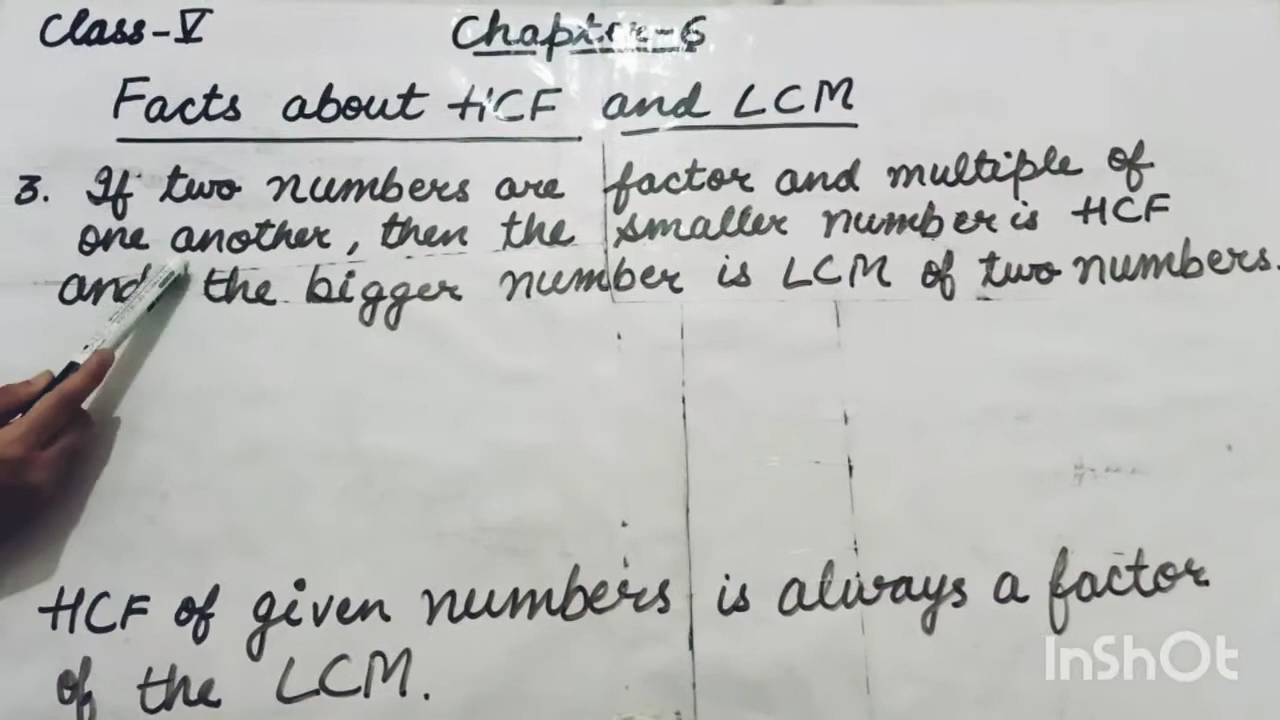 Class-V
Chapter-6
Facts about HCF and LCM
3. If two numbers are factor and multiple of
one another, then the smaller number is HCF
and the bigger number is LCM of two numbers.
HCF of given numbers is always a factor
of the LCM.
InShOt